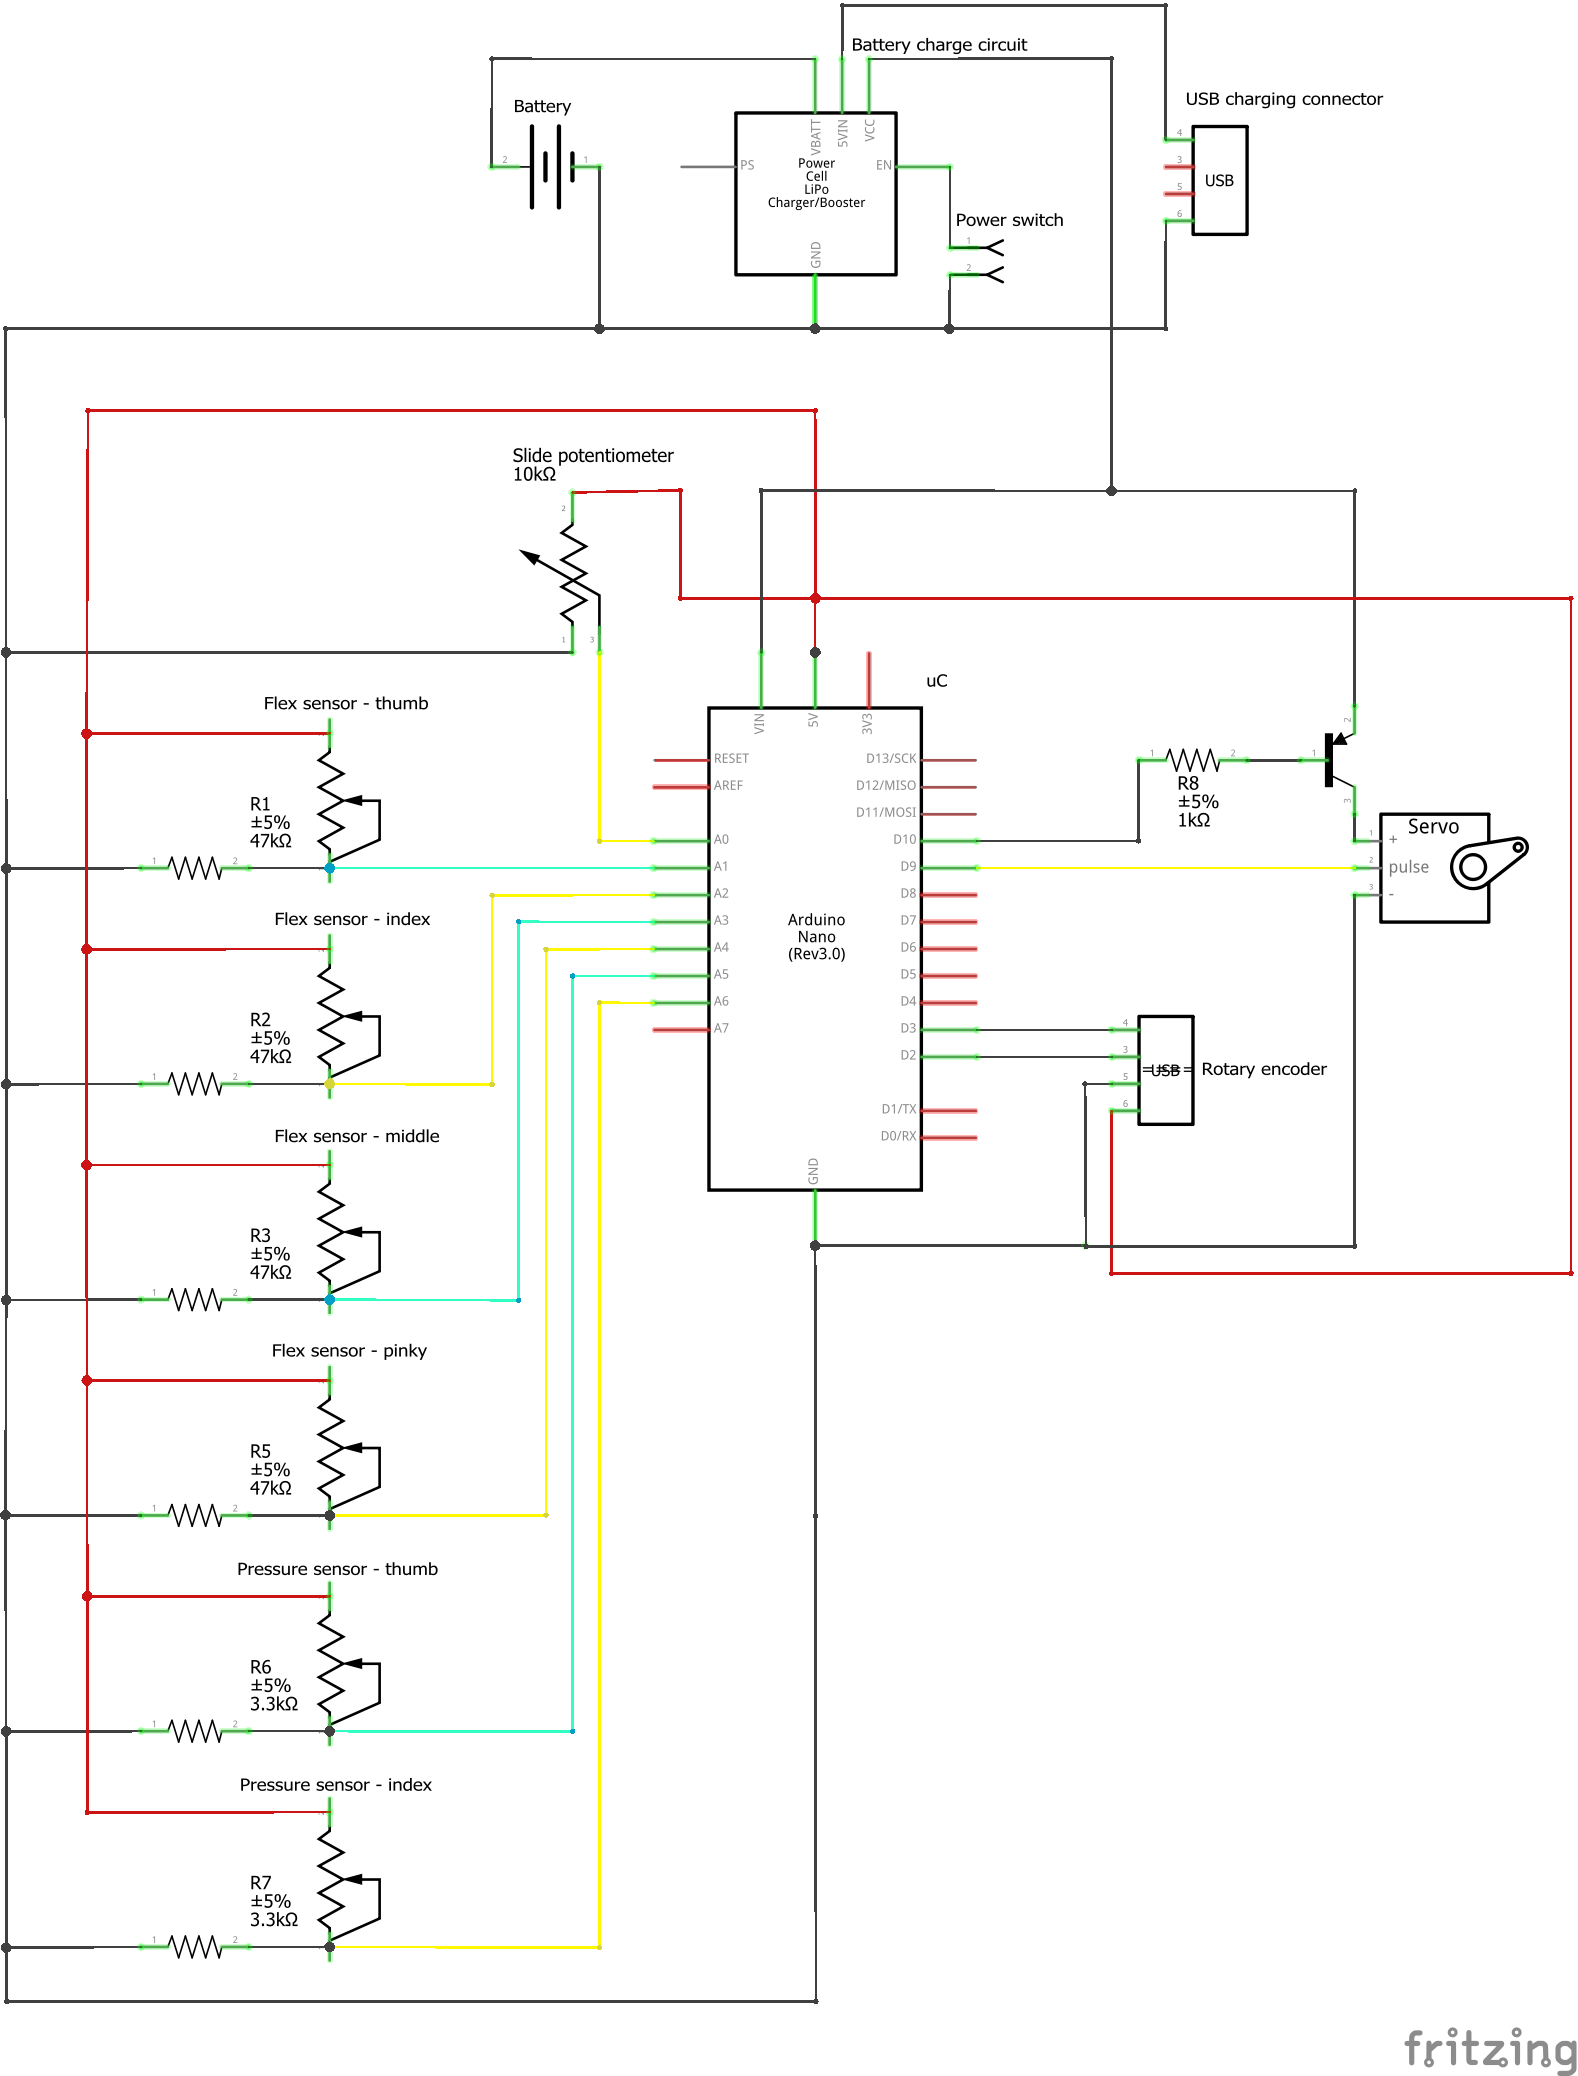 Battery charge circuit
USB charging connector
Battery
2
1
VBATT
5VIN
VCC
PS
EN
Power
Cell
LiPo
Charger/Booster
GND
4
3
5
6
USB
Power switch
1
2
Slide potentiometer
10kΩ
2
1
3
uC
VIN
5V
3V3
RESET
AREF
A0
A1
A2
A3
A4
A5
A6
A7
D13/SCK
D12/MISO
D11/MOSI
D10
D9
D8
D7
D6
D5
D4
D3
D2
D1/TX
D0/RX
Arduino
Nano
(Rev3.0)
GND
1
2
R8
±5%
1kΩ
1
2
3
Servo
1
+
2
pulse
3
-
4
3
5
6
USB
Rotary encoder
Flex sensor - thumb
R1
±5%
47kΩ
1
2
Flex sensor - index
R2
±5%
47kΩ
1
2
Flex sensor - middle
R3
±5%
47kΩ
1
2
Flex sensor - pinky
R5
±5%
47kΩ
1
2
Pressure sensor - thumb
R6
±5%
3.3kΩ
1
2
Pressure sensor - index
R7
±5%
3.3kΩ
1
2
fritzing